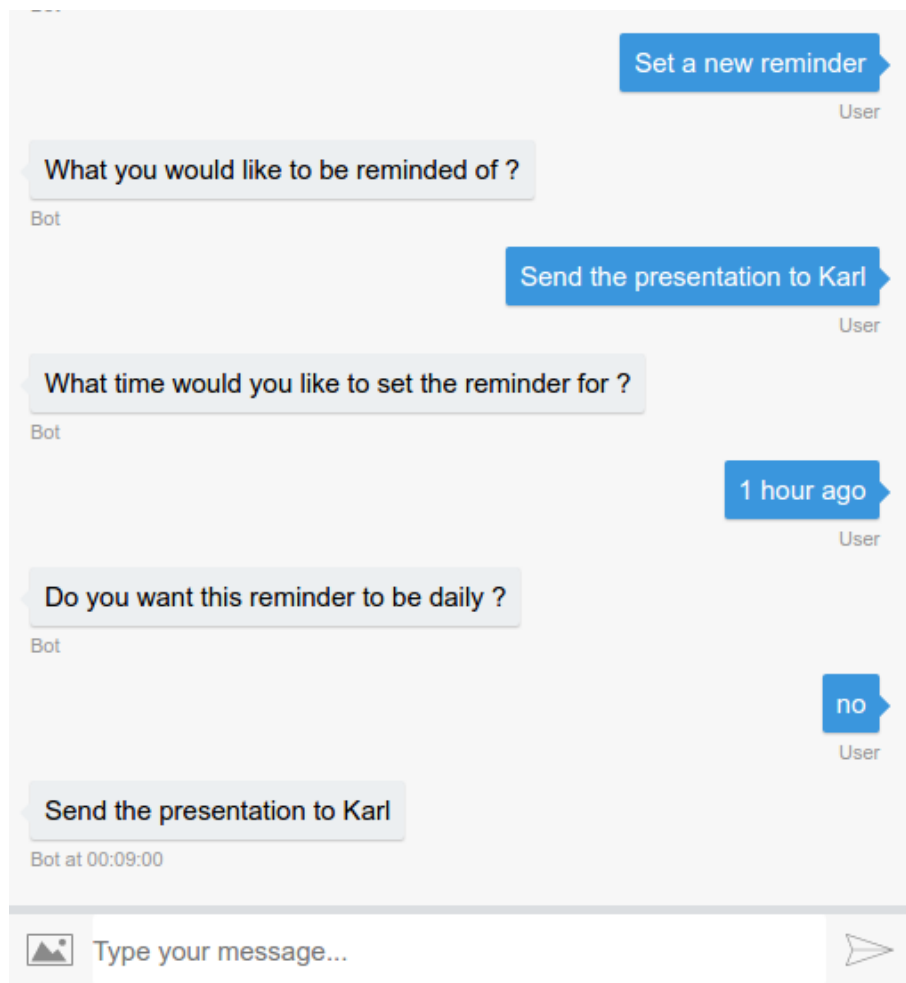 Set a new reminder
User
What you would like to be reminded of ?
Bot
Send the presentation to Karl
User
What time would you like to set the reminder for ?
Bot
1 hour ago
User
Do you want this reminder to be daily ?
Bot
no
User
Send the presentation to Karl
Bot at 00:09:00
Type your message...